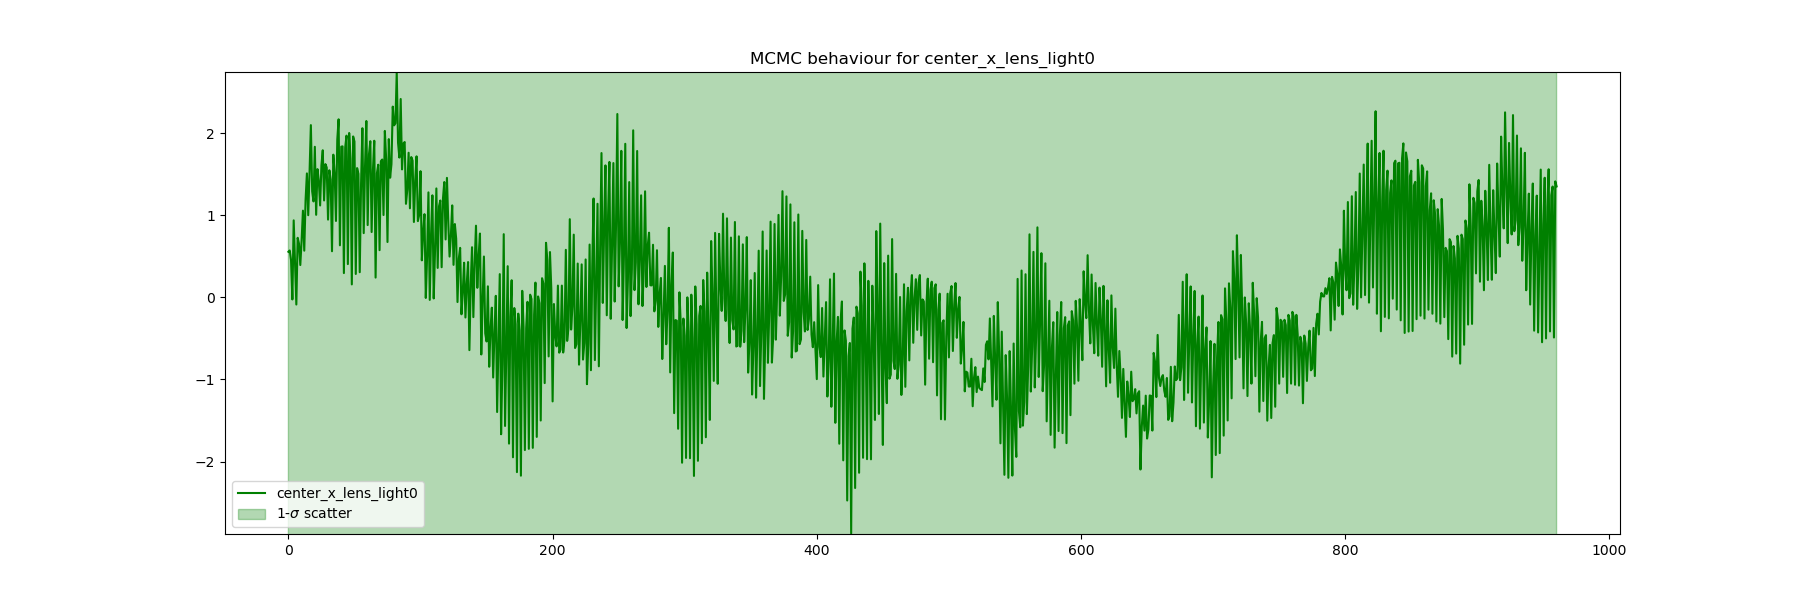 MCMC behaviour for center_x_lens_light0
2
1
0
−1
−2
center_x_lens_light0
1-σ scatter
0 200 400 600 800 1000